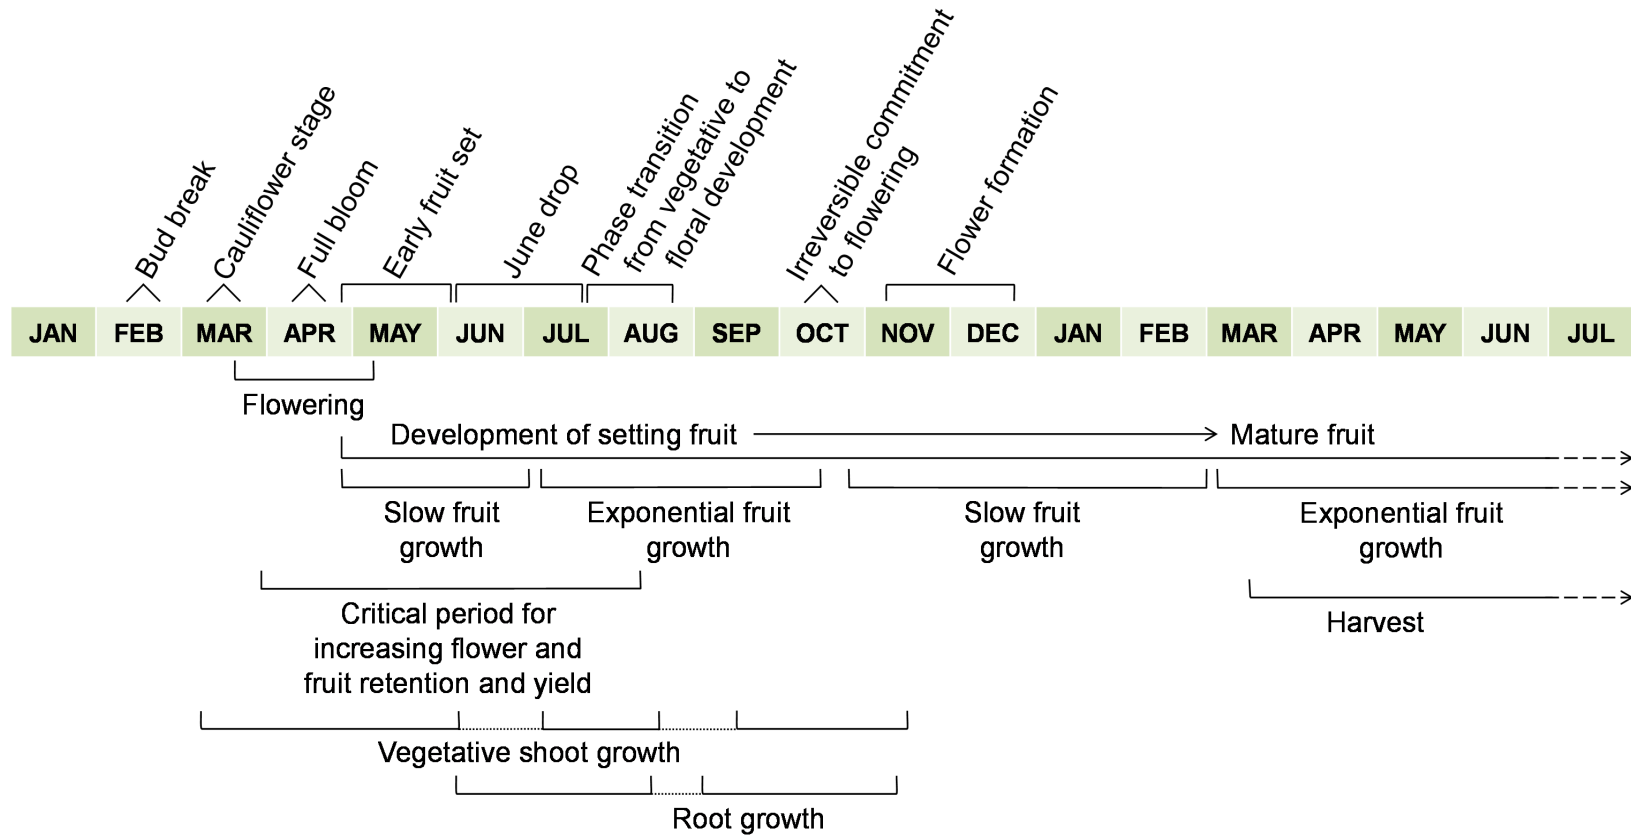 Bud break
Cauliflower stage
Full bloom
Early fruit set
June drop
Phase transition
from vegetative to
floral development
Irreversible commitment
to flowering
Flower formation
JAN FEB MAR APR MAY JUN JUL AUG SEP OCT NOV DEC JAN FEB MAR APR MAY JUN JUL
Flowering
Development of setting fruit Mature fruit
Slow fruit
growth
Exponential fruit
growth
Slow fruit
growth
Exponential fruit
growth
Critical period for
increasing flower and
fruit retention and yield
Harvest
Vegetative shoot growth
Root growth